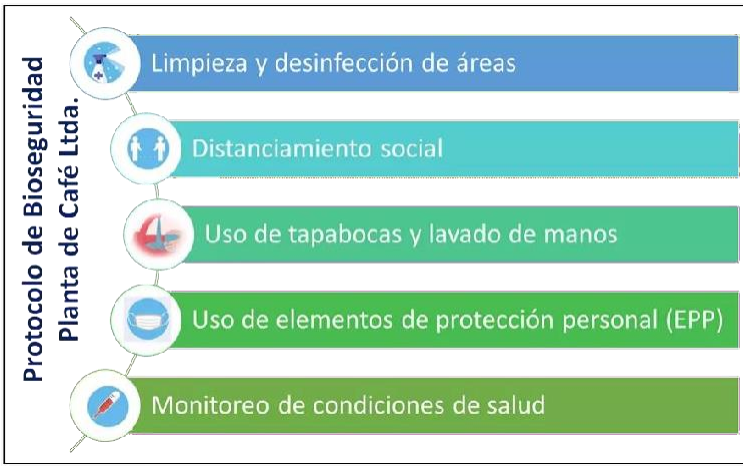 Protocolo de Bioseguridad
Planta de Café Ltda.
Limpieza y desinfección de áreas
Distanciamiento social
Uso de tapabocas y lavado de manos
Uso de elementos de protección personal (EPP)
Monitoreo de condiciones de salud